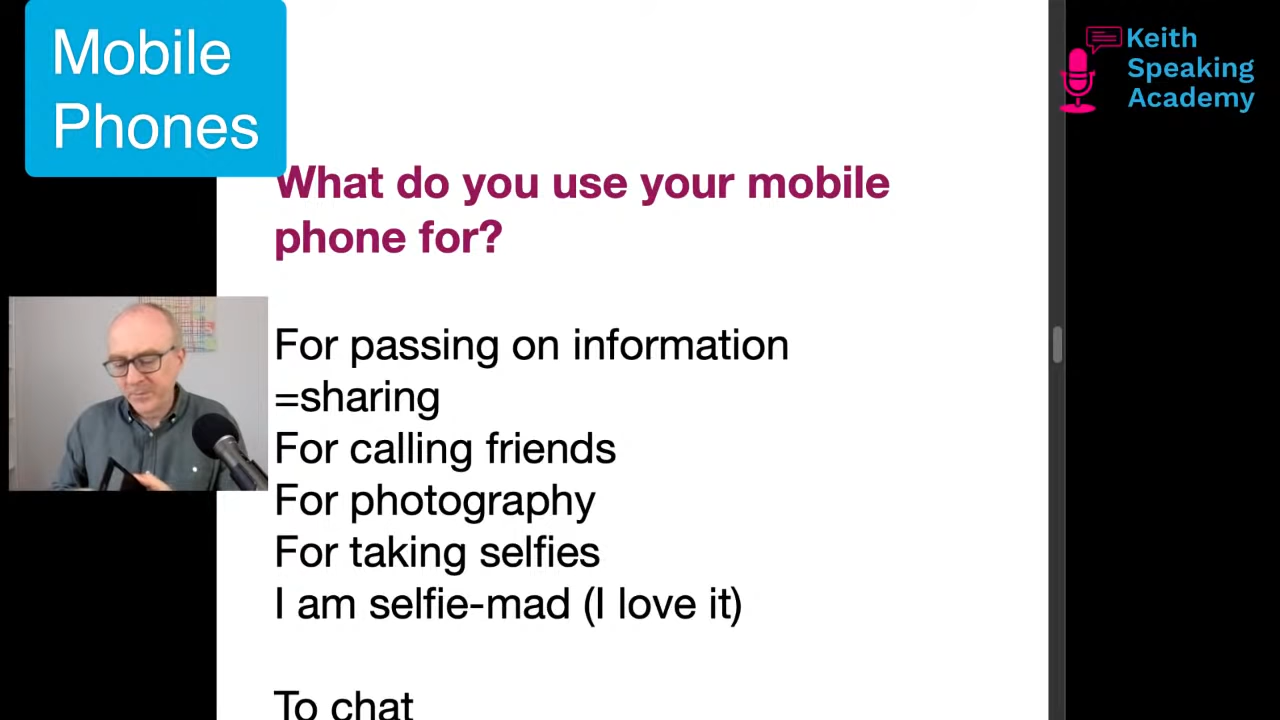 Mobile
Phones
Keith
Speaking
Academy
What do you use your mobile
phone for?
For passing on information
=sharing
For calling friends
For photography
For taking selfies
I am selfie-mad (I love it)
To chat